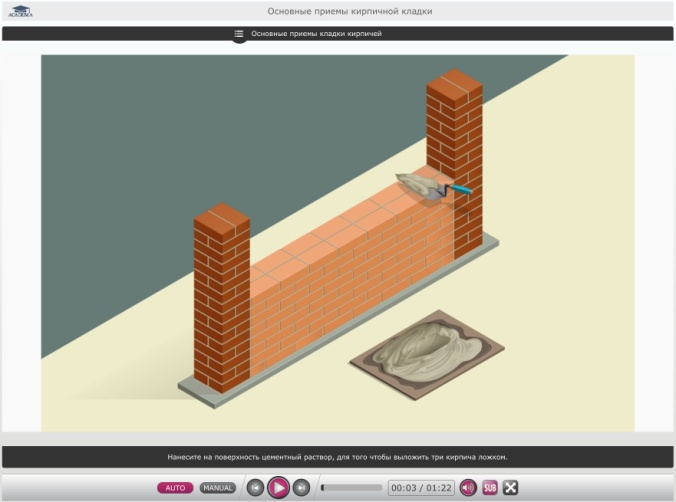 ACADEMIA
Основные приемы кирпичной кладки
Основные приемы кладки кирпичей
Нанесите на поверхность цементный раствор, для того чтобы выложить три кирпича ложком.
AUTO
MANUAL
00:03 / 01:22
SUB